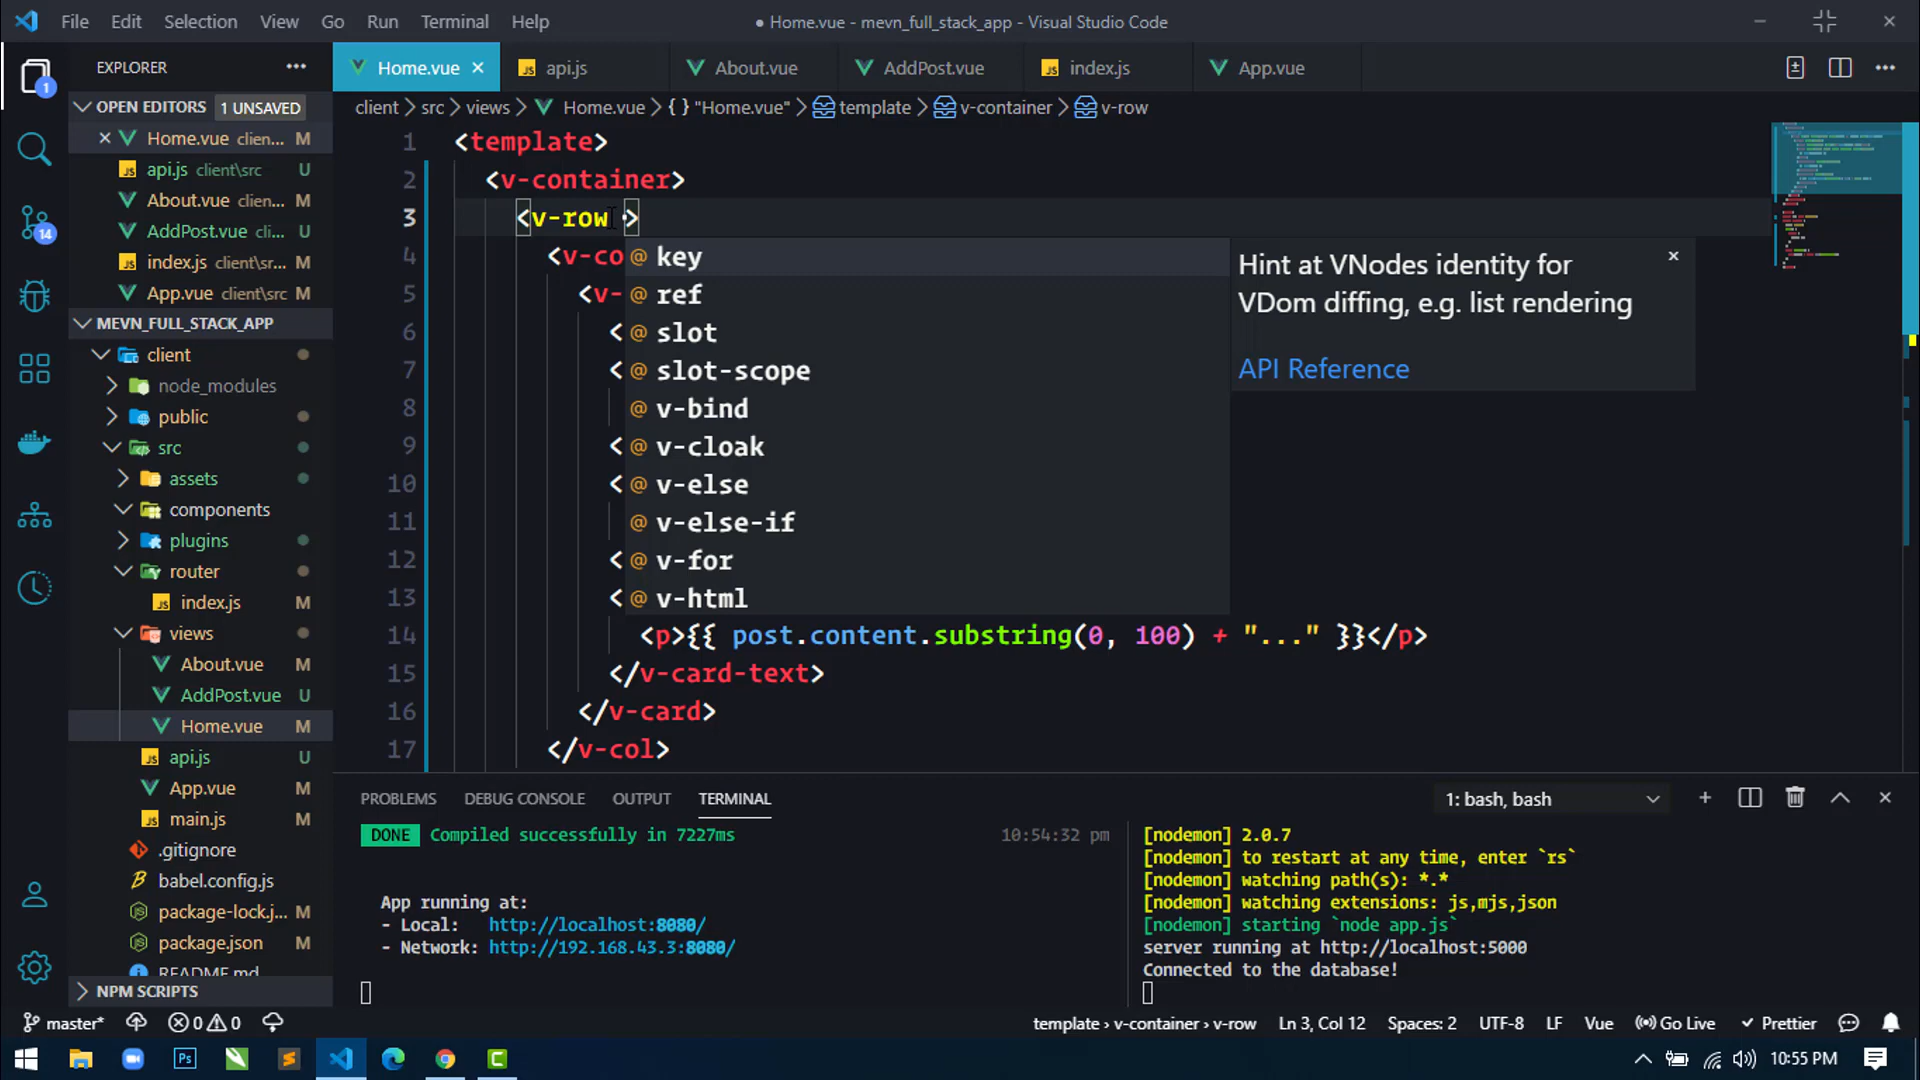 File Edit Selection View Go Run Terminal Help
● Home.vue - mevn_full_stack_app - Visual Studio Code
EXPLORER
Home.vue
api.js
About.vue
AddPost.vue
index.js
App.vue
OPEN EDITORS 1 UNSAVED
Home.vue clien... M
api.js client\src U
About.vue clie... M
AddPost.vue cli... U
index.js client\sr... M
App.vue client\src M
MEVN_FULL_STACK_APP
client
node_modules
public
src
assets
components
plugins
router
index.js M
views
About.vue M
AddPost.vue U
Home.vue M
api.js U
App.vue M
main.js M
.gitignore
babel.config.js
package-lock.j... M
package.json M
README.md
NPM SCRIPTS
1
14
client > src > views > Home.vue > {} "Home.vue" > template > v-container > v-row
1 <template>
2 <v-container>
3 <v-row >
4 <v-co
5 <v-
6 <
7 <
8
9 <
10 <
11
12 <
13 <
14 <p>{{ post.content.substring(0, 100) + "..." }}</p>
15 </v-card-text>
16 </v-card>
17 </v-col>
key
ref
slot
slot-scope
v-bind
v-cloak
v-else
v-else-if
v-for
v-html
Hint at VNodes identity for
VDom diffing, e.g. list rendering
API Reference
PROBLEMS DEBUG CONSOLE OUTPUT TERMINAL
1: bash, bash
DONE Compiled successfully in 7227ms 10:54:32 pm
App running at:
- Local: http://localhost:8080/
- Network: http://192.168.43.3:8080/
[nodemon] 2.0.7
[nodemon] to restart at any time, enter `rs`
[nodemon] watching path(s): *.*
[nodemon] watching extensions: js,mjs,json
[nodemon] starting `node app.js`
server running at http://localhost:5000
Connected to the database!
master* 0 0
template › v-container › v-row Ln 3, Col 12 Spaces: 2 UTF-8 LF Vue Go Live Prettier
Ps
10:55 PM